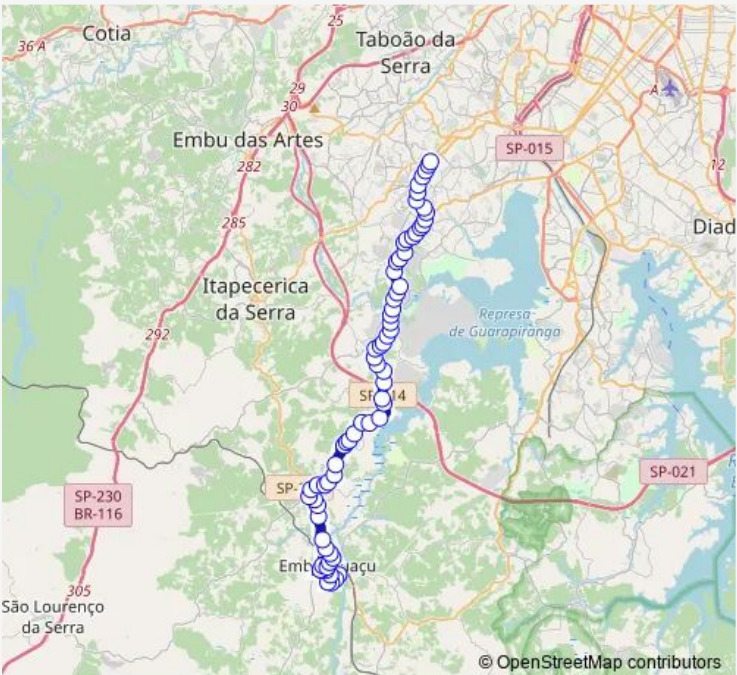 25
Cotia
36 A
Taboão da
Serra
29
30
A
Embu das Artes
SP-015
282
12
285
Diad
Itapecerica
da Serra
Represa
de Guarapiranga
292
SP-021
SP-230
BR-116
305
São Lourenço
da Serra
© OpenStreetMap contributors